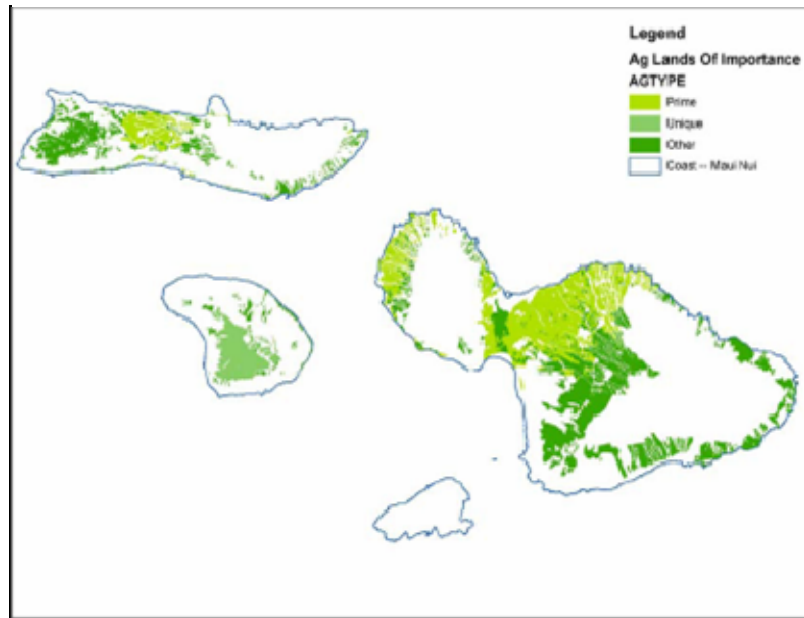 Legend
Ag Lands Of Importance
AGTYPE
Prime
Unique
Other
Coast -- Maui Nui